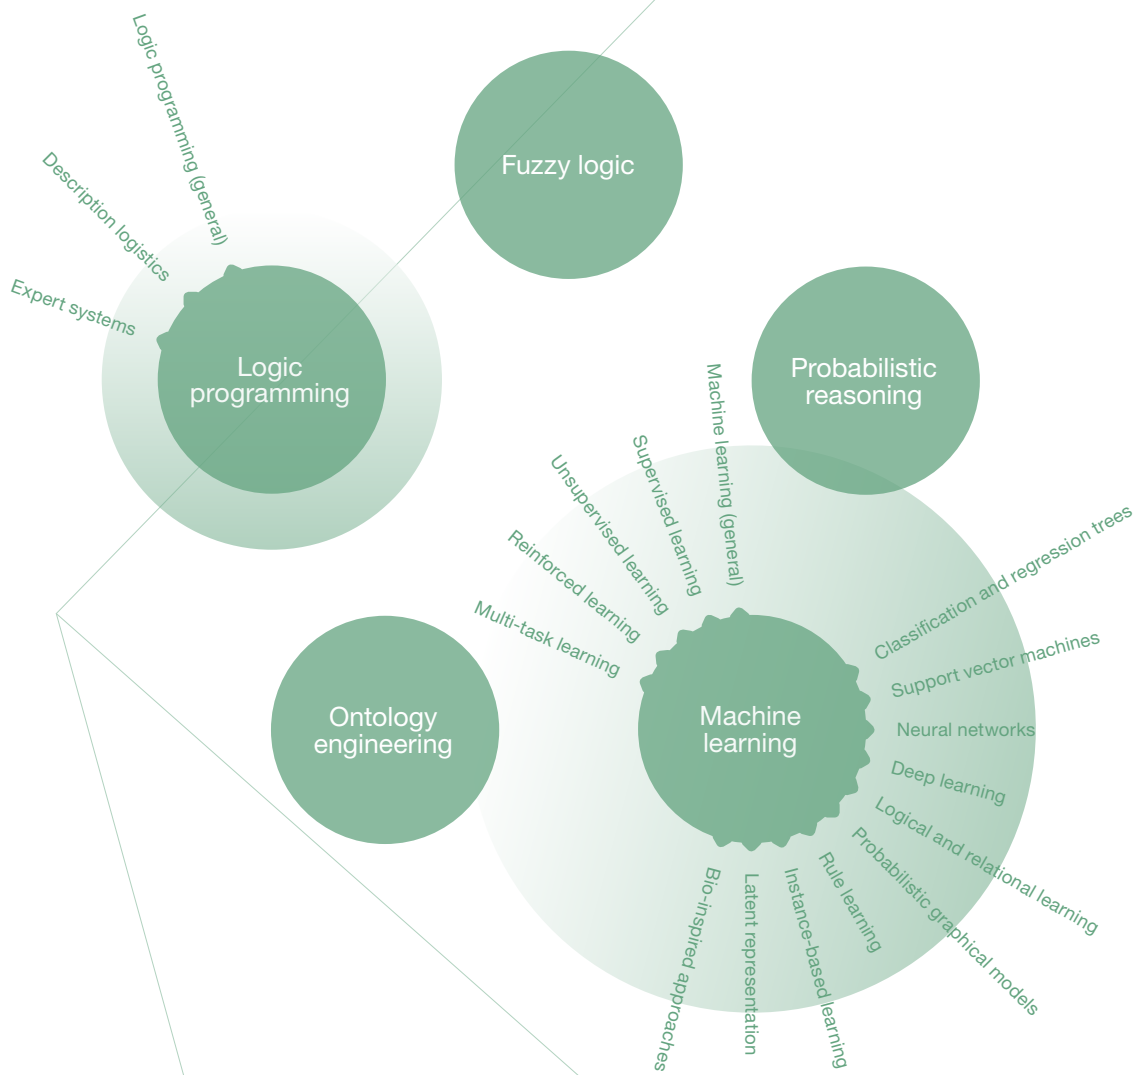 Logic programming (general)
Description logistics
Expert systems
Logic
programming
Fuzzy logic
Probabilistic
reasoning
Machine learning (general)
Supervised learning
Unsupervised learning
Reinforced learning
Multi-task learning
Ontology
engineering
Machine
learning
Classification and regression trees
Support vector machines
Neural networks
Deep learning
Logical and relational learning
Probabilistic graphical models
Rule learning
Instance-based learning
Latent representation
Bio-inspired approaches